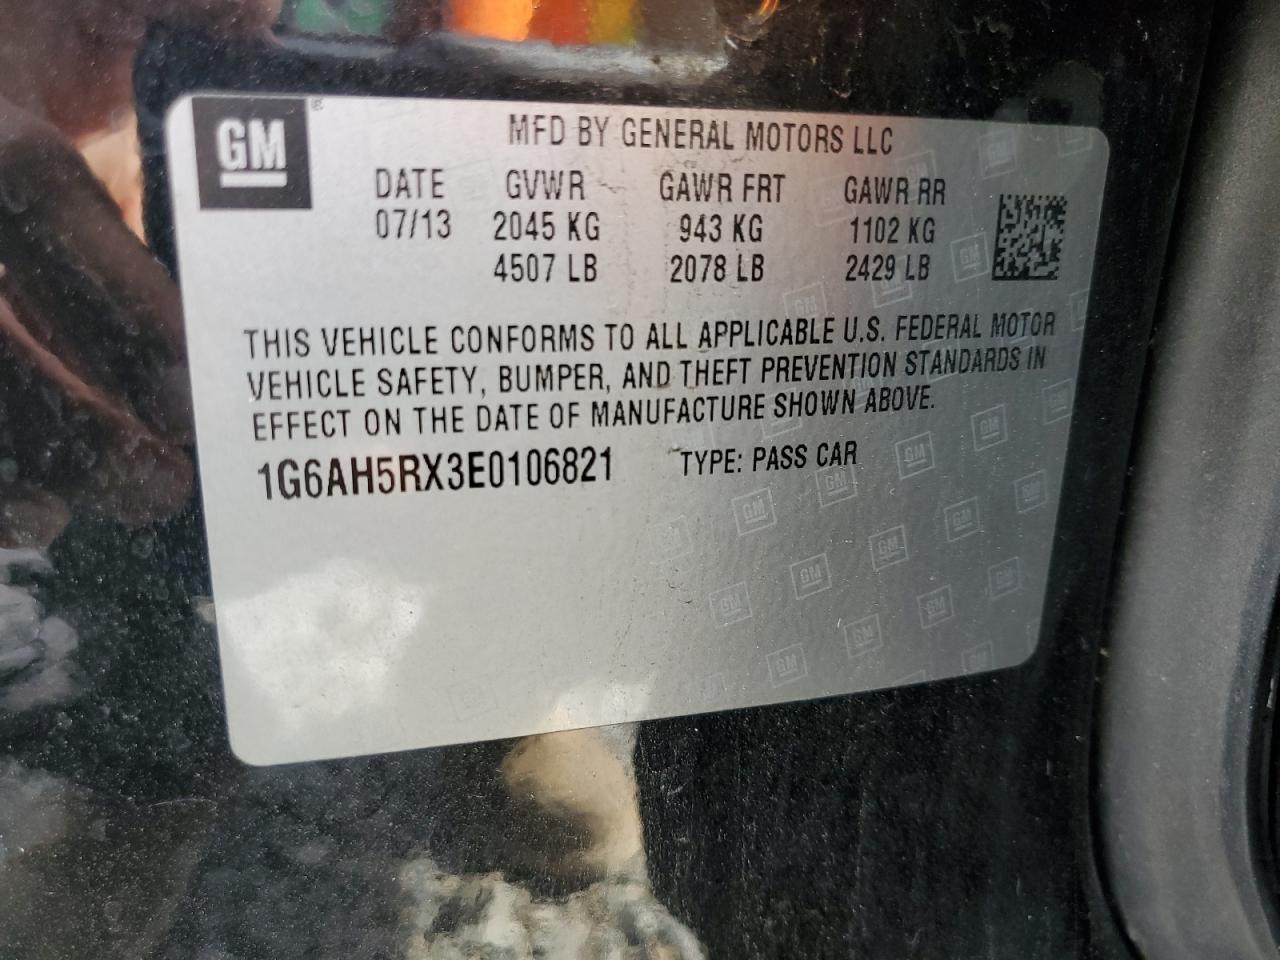 GM ®
MFD BY GENERAL MOTORS LLC
DATE GVWR GAWR FRT GAWR RR
07/13 2045 KG 943 KG 1102 KG
4507 LB 2078 LB 2429 LB
THIS VEHICLE CONFORMS TO ALL APPLICABLE U.S. FEDERAL MOTOR
VEHICLE SAFETY, BUMPER, AND THEFT PREVENTION STANDARDS IN
EFFECT ON THE DATE OF MANUFACTURE SHOWN ABOVE.
1G6AH5RX3E0106821 TYPE: PASS CAR